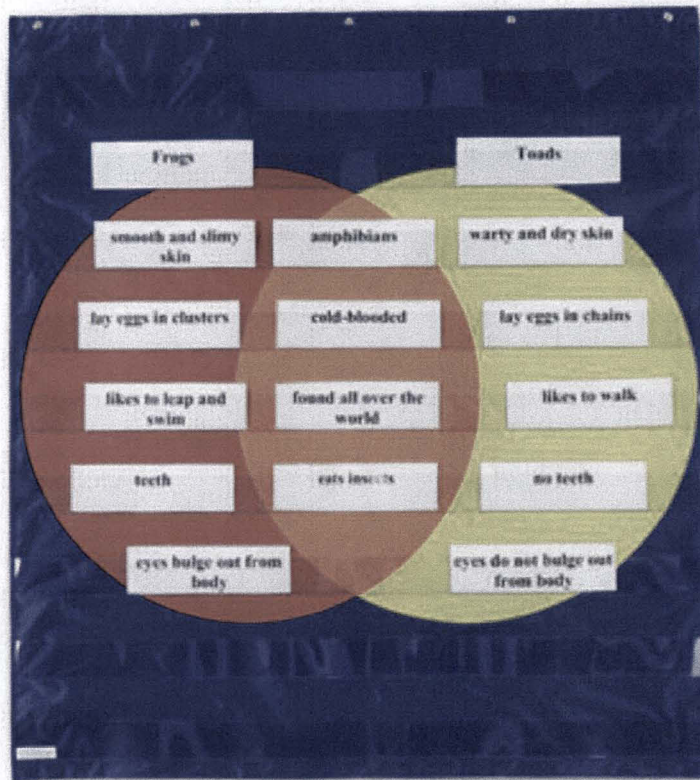 Frogs
Toads
smooth and slimy
skin
amphibians
warty and dry skin
lay eggs in clusters
cold-blooded
lay eggs in chains
likes to leap and
swim
found all over the
world
likes to walk
teeth
eats insects
no teeth
eyes bulge out from
body
eyes do not bulge out
from body